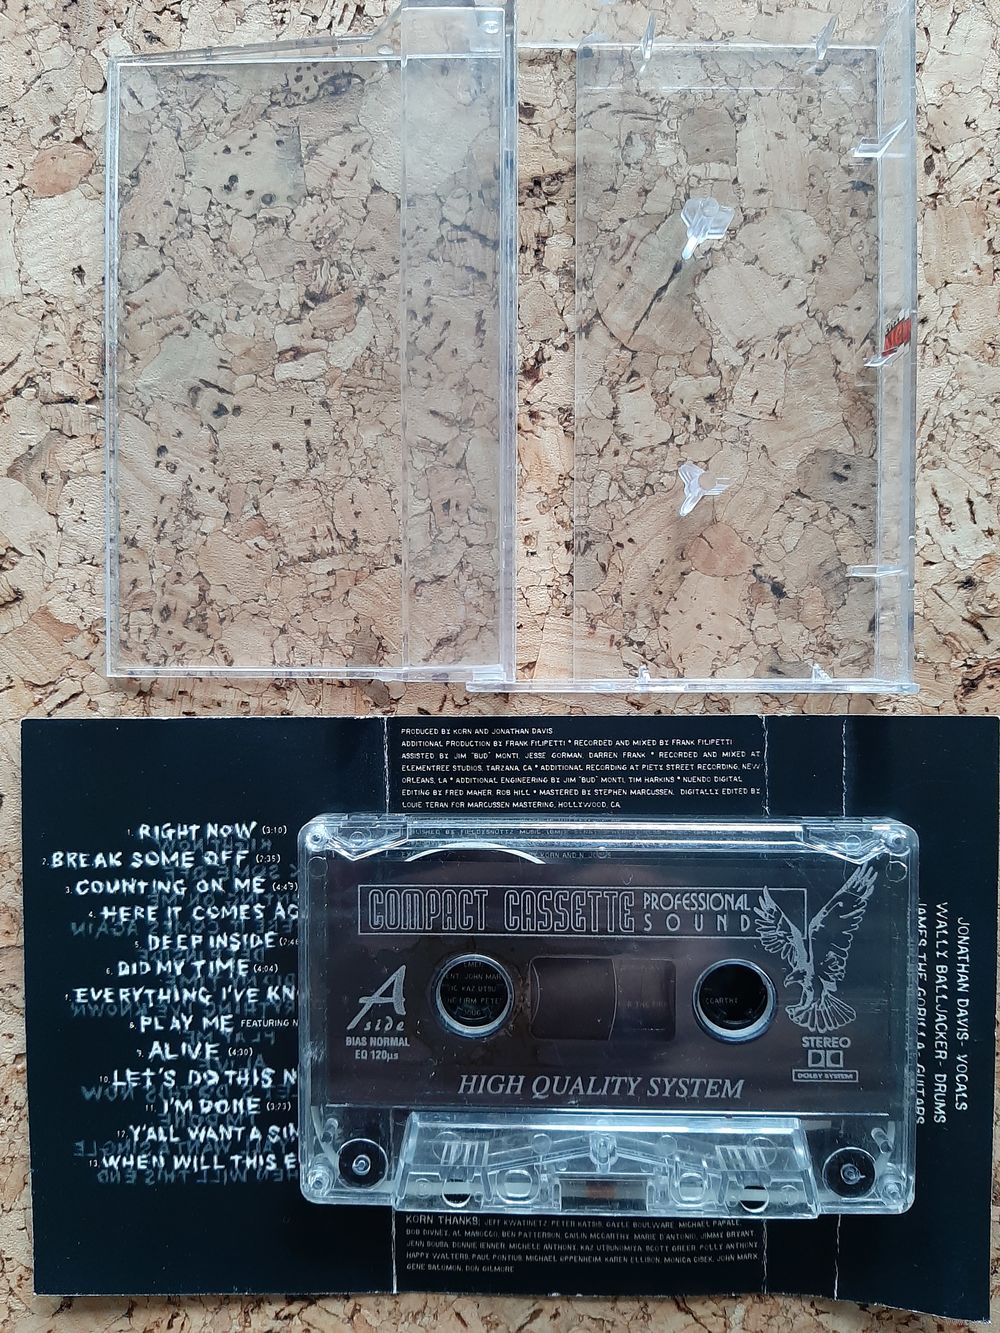 PRODUCED BY KORN AND JONATHAN DAVIS
ADDITIONAL PRODUCTION BY FRANK FILIPETTI * RECORDED AND MIXED BY FRANK FILIPETTI
ASSISTED BY JIM "BUD" MONTI, JESSE GORMAN, DARREN FRANK * RECORDED AND MIXED AT
ELEMENTREE STUDIOS, TARZANA, CA * ADDITIONAL RECORDING AT PIETY STREET RECORDING, NEW
ORLEANS, LA * ADDITIONAL ENGINEERING BY JIM "BUD" MONTI, TIM HARKINS * NUENDO DIGITAL
EDITING BY FRED MAHER, ROB HILL * MASTERED BY STEPHEN MARCUSSEN, DIGITALLY EDITED BY
LOUIE TERAN FOR MARCUSSEN MASTERING, HOLLYWOOD, CA
1. RIGHT NOW (3:10)
2. BREAK SOME OFF (2:35)
3. COUNTING ON ME (4:49)
4. HERE IT COMES AG
5. DEEP INSIDE (2:46
6. DID MY TIME (4:04)
7. EVERYTHING I'VE KN
8. PLAY ME FEATURING N
9. ALIVE (4:30)
10. LET'S DO THIS N
11. I'M DONE (3:23)
12. Y'ALL WANT A SIN
13. WHEN WILL THIS E
COMPACT CASSETTE PROFESSIONAL SOUND
A side
BIAS NORMAL
EQ 120µs
STEREO
DOLBY SYSTEM
HIGH QUALITY SYSTEM
JONATHAN DAVIS- VOCALS
WALLY BALLJACKER- DRUMS
JAMES THE GORILLA- GUITARS
KORN THANKS: JEFF KWATINETZ, PETER KATSIS, GAYLE BOULWARE, MICHAEL PAPALE,
BOB DIVNEY, AL MASOCCO, BEN PATTERSON, CAILIN MCCARTHY, MARIE D'ANTONIO, JIMMY BRYANT,
JENN SOUSA, DONNIE IENNER, MICHELE ANTHONY, KAZ UTSUNOMIYA, SCOTT GREER, POLLY ANTHONY,
HAPPY WALTERS, PAUL PONTIUS, MICHAEL OPPENHEIM, KAREN ELLISON, MONICA CISEK, JOHN MARX,
GENE SALOMON, DON GILMORE